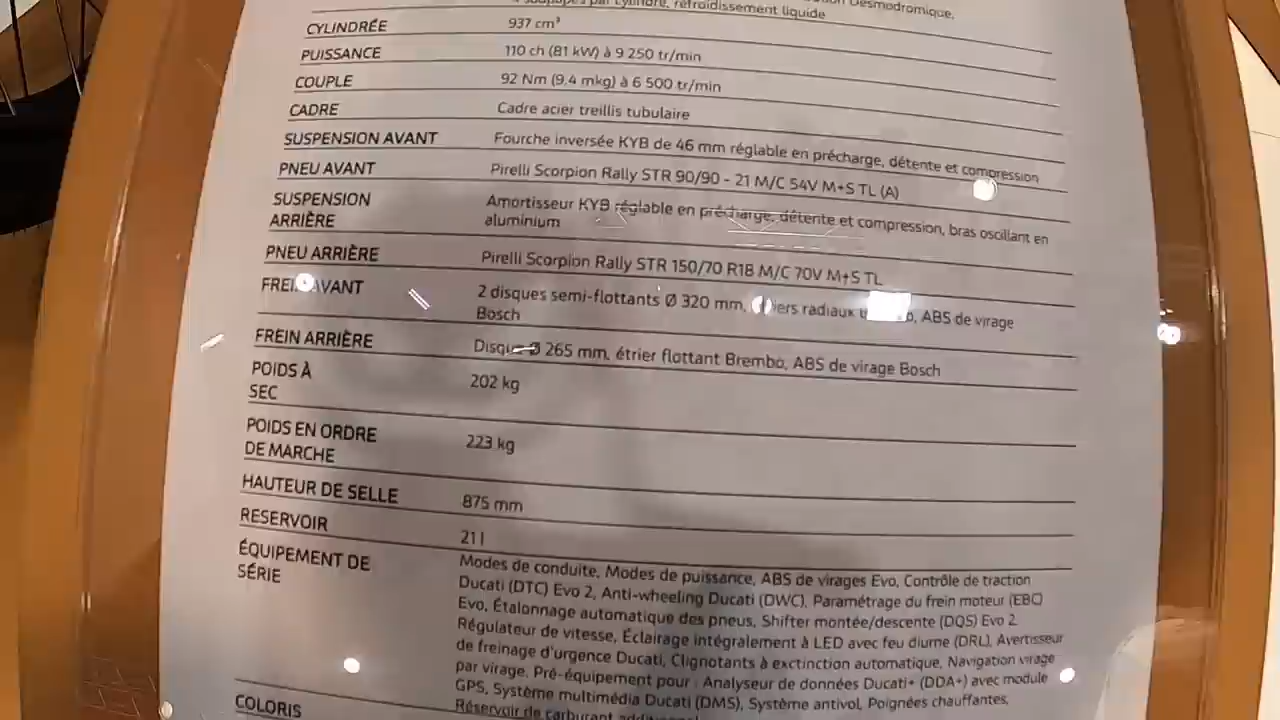 soupapes par cylindre, refroidissement liquide
Desmodromique,
CYLINDRÉE 937 cm³
PUISSANCE 110 ch (81 kW) à 9 250 tr/min
COUPLE 92 Nm (9,4 mkg) à 6 500 tr/min
CADRE Cadre acier treillis tubulaire
SUSPENSION AVANT Fourche inversée KYB de 46 mm réglable en précharge, détente et compression
PNEU AVANT Pirelli Scorpion Rally STR 90/90 - 21 M/C 54V M+S TL (A)
SUSPENSION Amortisseur KYB réglable en précharge, détente et compression, bras oscillant en
ARRIÈRE aluminium
PNEU ARRIÈRE Pirelli Scorpion Rally STR 150/70 R18 M/C 70V M+S TL
FREIN AVANT 2 disques semi-flottants Ø 320 mm, radiaux ABS de virage
Bosch
FREIN ARRIÈRE Disque Ø 265 mm, étrier flottant Brembo, ABS de virage Bosch
POIDS À 202 kg
SEC
POIDS EN ORDRE 223 kg
DE MARCHE
HAUTEUR DE SELLE 875 mm
RESERVOIR 21 l
ÉQUIPEMENT DE Modes de conduite, Modes de puissance, ABS de virages Evo, Contrôle de traction
SÉRIE Ducati (DTC) Evo 2, Anti-wheeling Ducati (DWC), Paramétrage du frein moteur (EBC)
Evo, Étalonnage automatique des pneus, Shifter montée/descente (DQS) Evo 2,
Régulateur de vitesse, Éclairage intégralement à LED avec feu diurne (DRL), Avertisseur
de freinage d'urgence Ducati, Clignotants à exctinction automatique, Navigation virage
par virage. Pré-équipement pour : Analyseur de données Ducati+ (DDA+) avec module
GPS, Système multimédia Ducati (DMS), Système antivol, Poignées chauffantes,
Réservoir de carburant additionnel
COLORIS